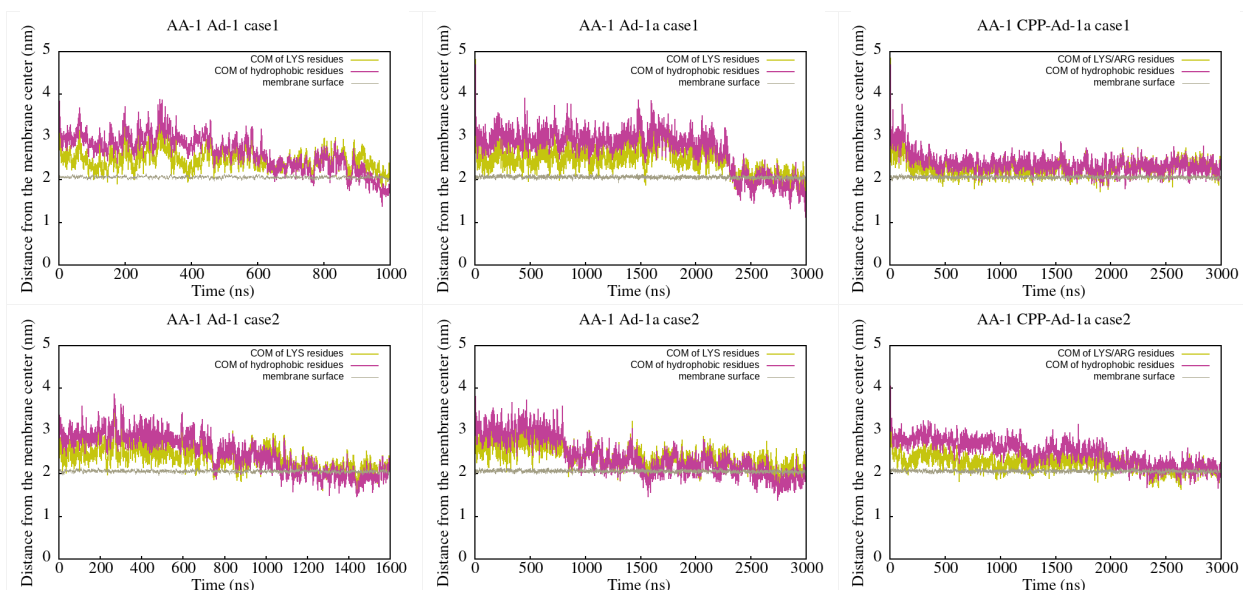 AA-1 Ad-1 case1
Distance from the membrane center (nm)
5
4
3
2
1
0
COM of LYS residues
COM of hydrophobic residues
membrane surface
0 200 400 600 800 1000
Time (ns)
AA-1 Ad-1a case1
Distance from the membrane center (nm)
5
4
3
2
1
0
COM of LYS residues
COM of hydrophobic residues
membrane surface
0 500 1000 1500 2000 2500 3000
Time (ns)
AA-1 CPP-Ad-1a case1
Distance from the membrane center (nm)
5
4
3
2
1
0
COM of LYS/ARG residues
COM of hydrophobic residues
membrane surface
0 500 1000 1500 2000 2500 3000
Time (ns)
AA-1 Ad-1 case2
Distance from the membrane center (nm)
5
4
3
2
1
0
COM of LYS residues
COM of hydrophobic residues
membrane surface
0 200 400 600 800 1000 1200 1400 1600
Time (ns)
AA-1 Ad-1a case2
Distance from the membrane center (nm)
5
4
3
2
1
0
COM of LYS residues
COM of hydrophobic residues
membrane surface
0 500 1000 1500 2000 2500 3000
Time (ns)
AA-1 CPP-Ad-1a case2
Distance from the membrane center (nm)
5
4
3
2
1
0
COM of LYS/ARG residues
COM of hydrophobic residues
membrane surface
0 500 1000 1500 2000 2500 3000
Time (ns)